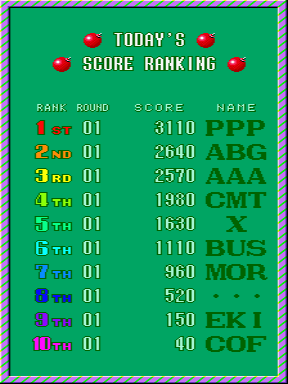 TODAY'S
SCORE RANKING
RANK ROUND SCORE NAME
1ST 01 3110 PPP
2ND 01 2640 ABG
3RD 01 2570 AAA
4TH 01 1980 CMT
5TH 01 1630 X
6TH 01 1110 BUS
7TH 01 960 MOR
8TH 01 520 ...
9TH 01 150 EKI
10TH 01 40 COF